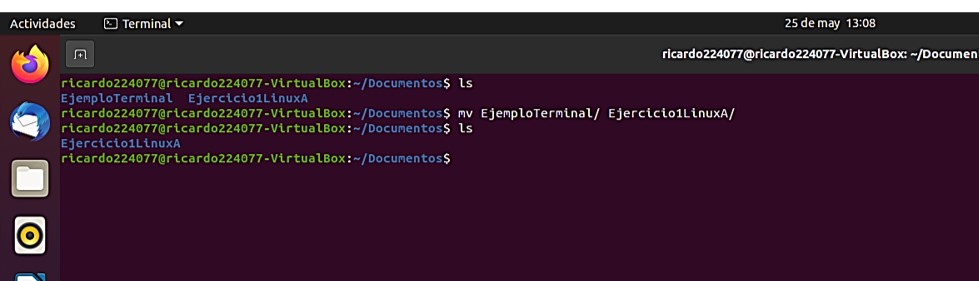 Actividades Terminal 25 de may 13:08
ricardo224077@ricardo224077-VirtualBox: ~/Documen
ricardo224077@ricardo224077-VirtualBox:~/Documentos$ ls
EjemploTerminal Ejercicio1LinuxA
ricardo224077@ricardo224077-VirtualBox:~/Documentos$ mv EjemploTerminal/ Ejercicio1LinuxA/
ricardo224077@ricardo224077-VirtualBox:~/Documentos$ ls
Ejercicio1LinuxA
ricardo224077@ricardo224077-VirtualBox:~/Documentos$